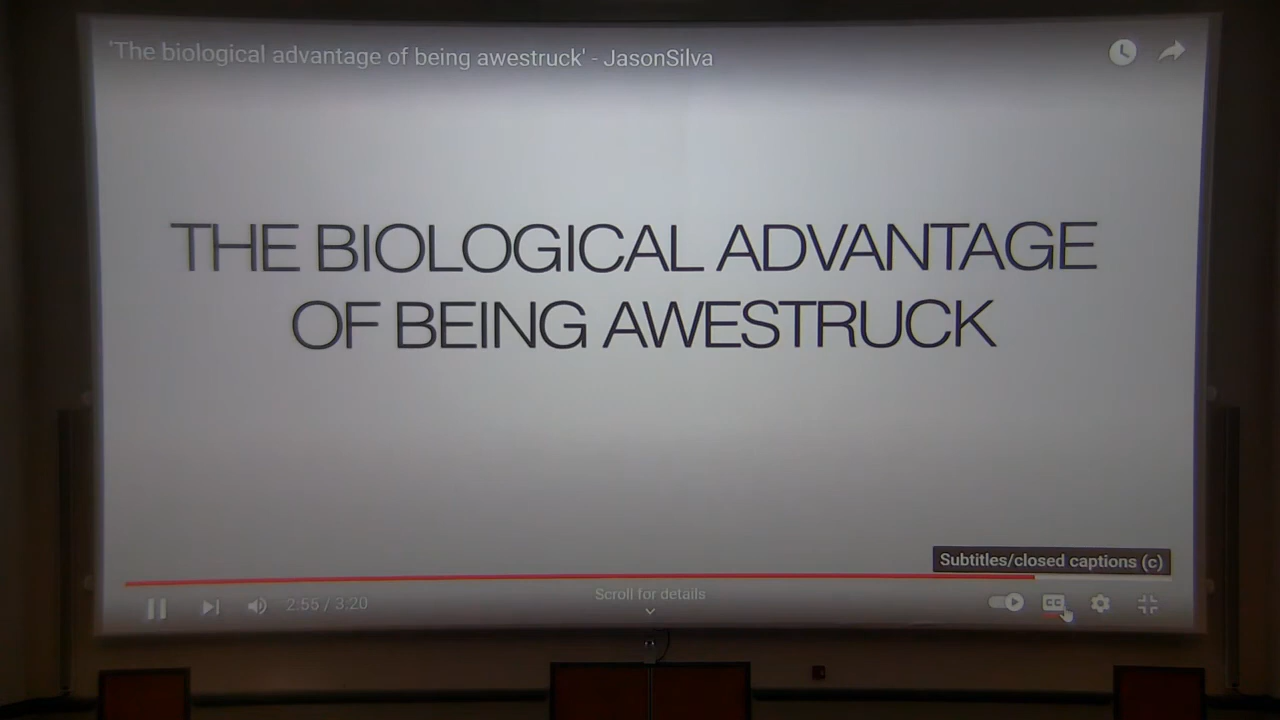 'The biological advantage of being awestruck' - JasonSilva
THE BIOLOGICAL ADVANTAGE
OF BEING AWESTRUCK
Subtitles/closed captions (c)
2:55 / 3:20
Scroll for details
CC